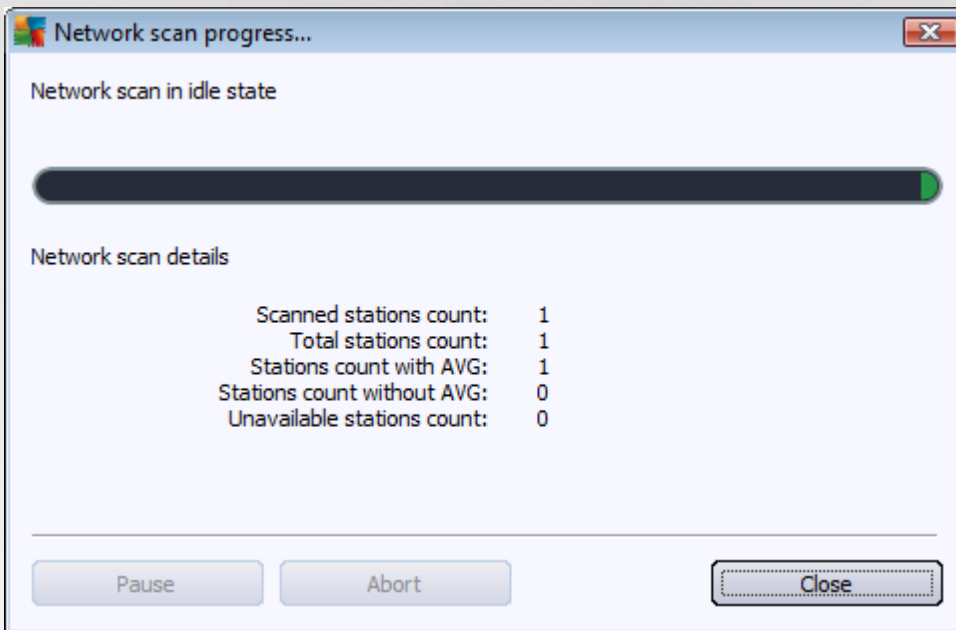 Network scan progress...
Network scan in idle state
Network scan details
Scanned stations count: 1
Total stations count: 1
Stations count with AVG: 1
Stations count without AVG: 0
Unavailable stations count: 0
Pause Abort Close